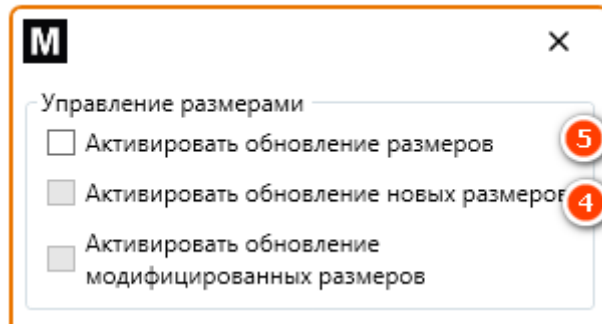 M
Управление размерами
Активировать обновление размеров
5
Активировать обновление новых размеров
4
Активировать обновление
модифицированных размеров